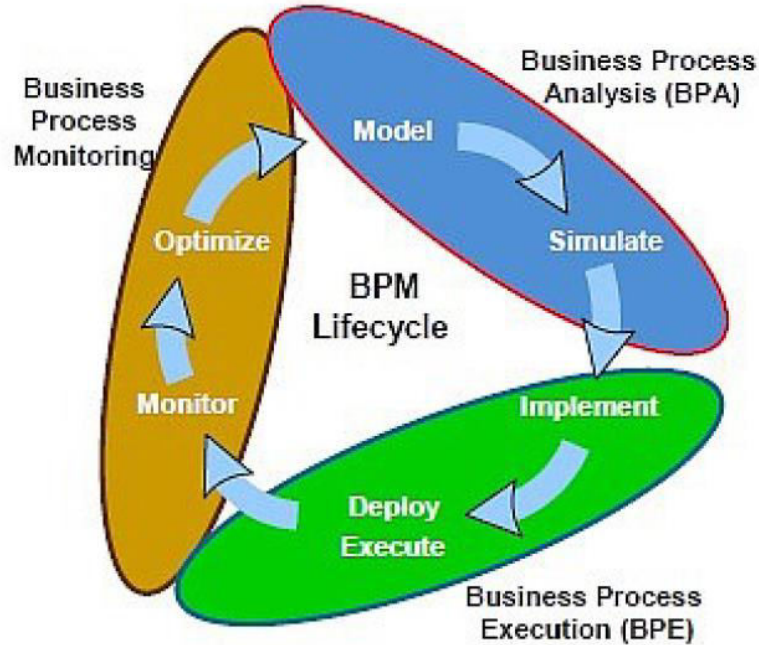 Business
Process
Monitoring
Business Process
Analysis (BPA)
Model
Simulate
Optimize
BPM
Lifecycle
Monitor
Implement
Deploy
Execute
Business Process
Execution (BPE)